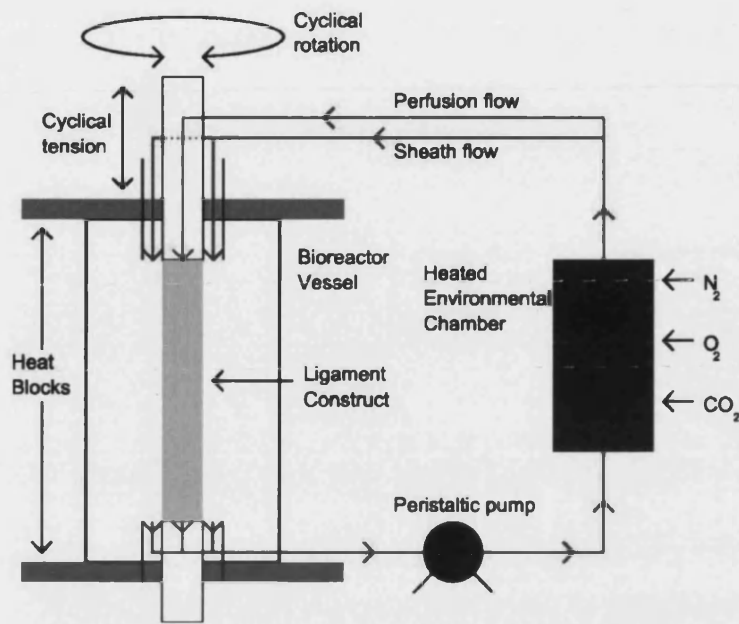 Cyclical
rotation
Perfusion flow
Cyclical
tension
Sheath flow
Bioreactor
Vessel
Heated
Environmental
Chamber
N2
O2
Heat
Blocks
Ligament
Construct
CO2
Peristaltic pump